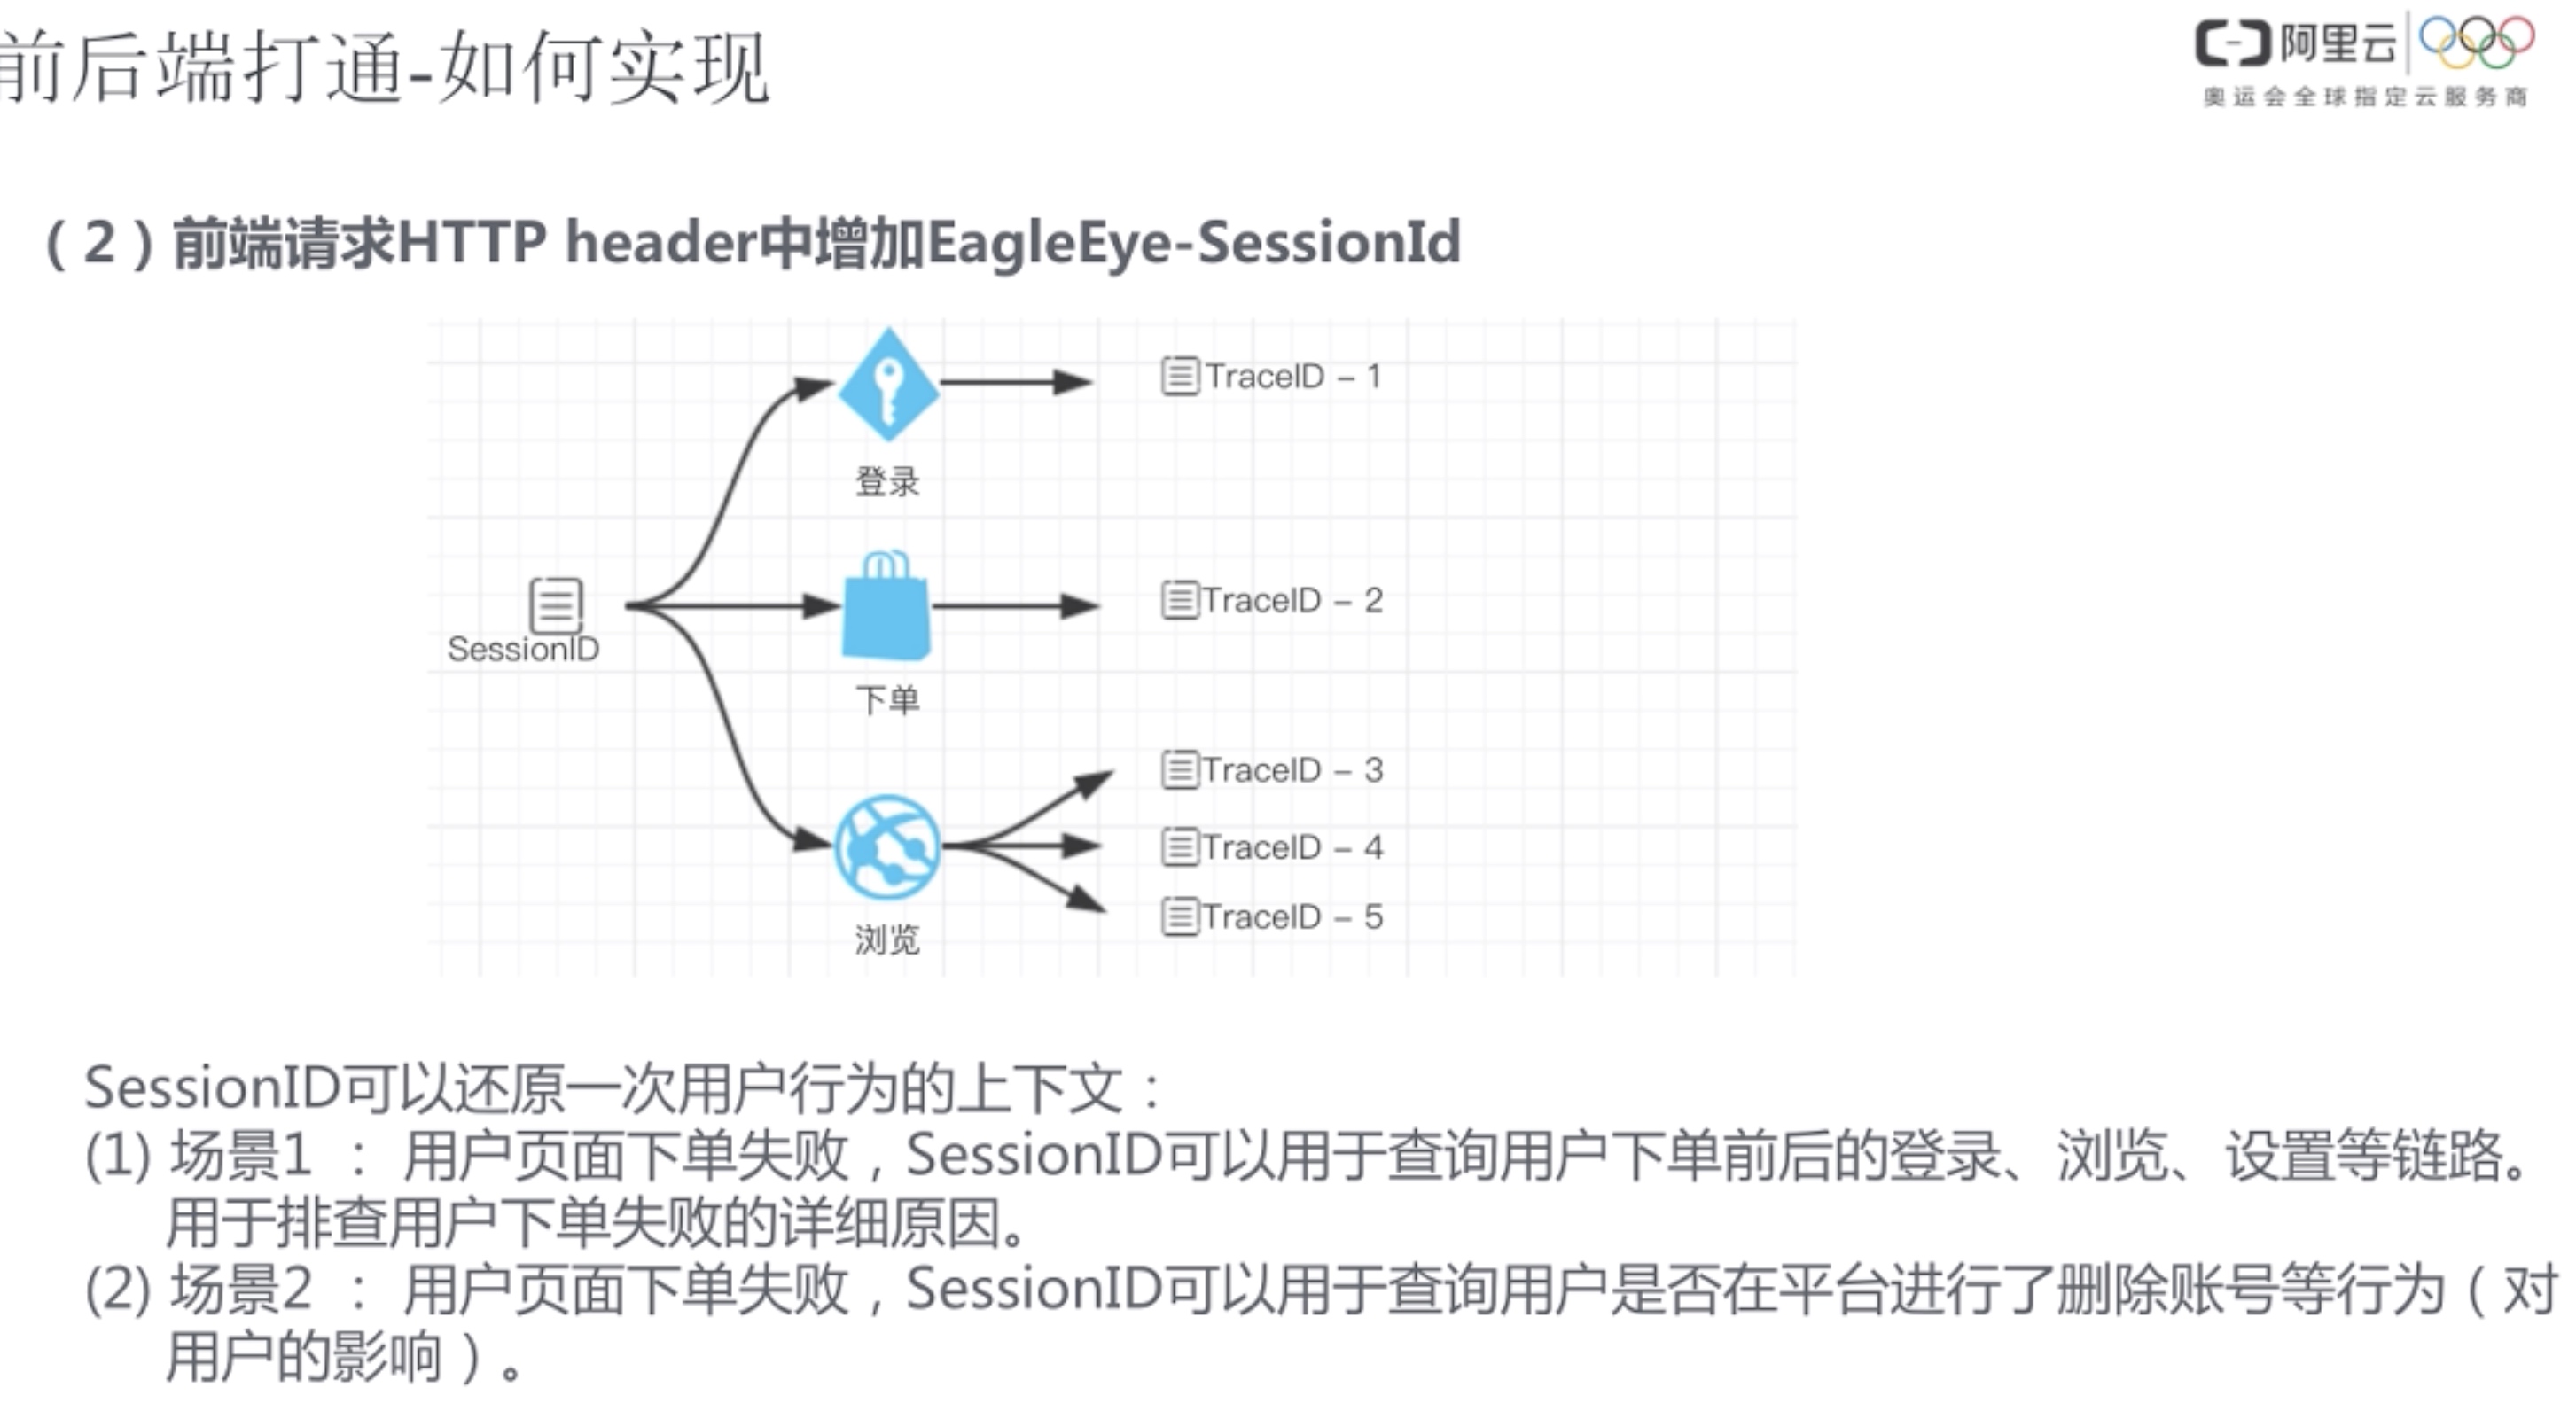 前后端打通-如何实现
阿里云
奥运会全球指定云服务商
（2）前端请求HTTP header中增加EagleEye-SessionId
TraceID – 1
登录
SessionID
TraceID – 2
下单
TraceID – 3
TraceID – 4
TraceID – 5
浏览
SessionID可以还原一次用户行为的上下文：
(1) 场景1 ： 用户页面下单失败，SessionID可以用于查询用户下单前后的登录、浏览、设置等链路。
用于排查用户下单失败的详细原因。
(2) 场景2 ： 用户页面下单失败，SessionID可以用于查询用户是否在平台进行了删除账号等行为（对
用户的影响）。